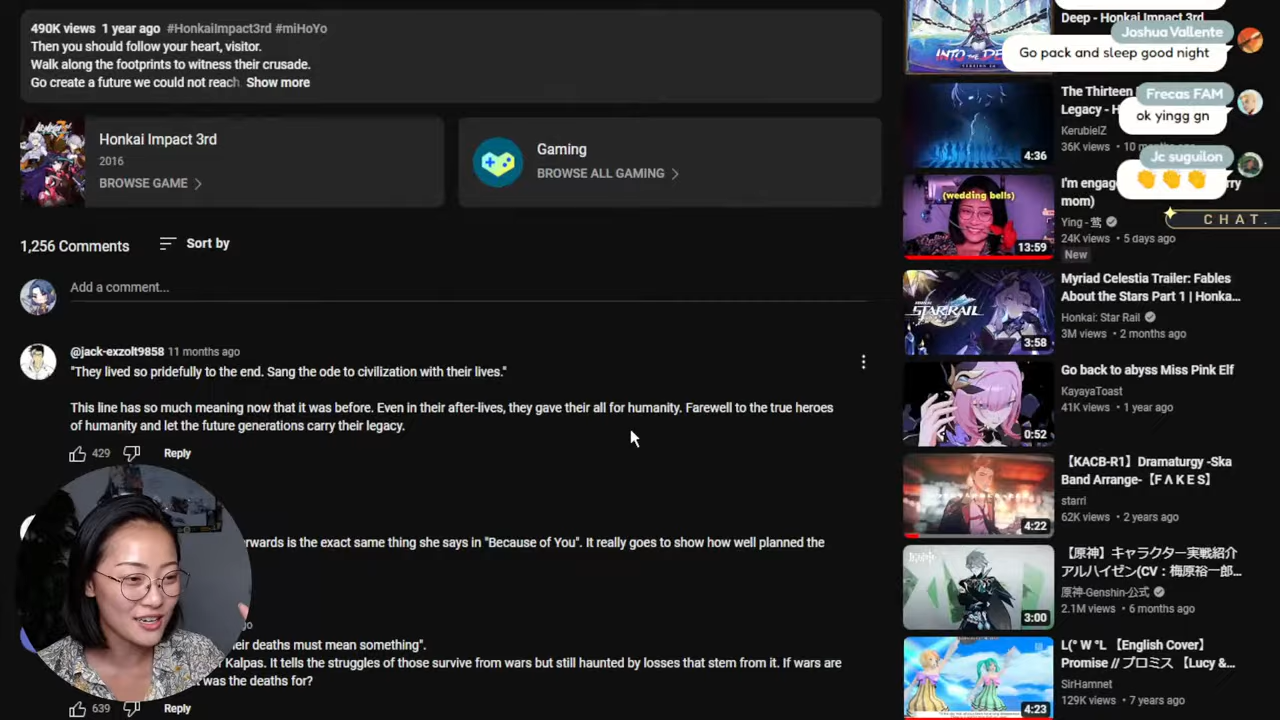 490K views 1 year ago #HonkaiImpact3rd #miHoYo
Then you should follow your heart, visitor.
Walk along the footprints to witness their crusade.
Go create a future we could not reach Show more
Honkai Impact 3rd
2016
BROWSE GAME
Gaming
BROWSE ALL GAMING
1,256 Comments
Sort by
Add a comment...
@jack-exzolt9858 11 months ago
"They lived so pridefully to the end. Sang the ode to civilization with their lives."
This line has so much meaning now that it was before. Even in their after-lives, they gave their all for humanity. Farewell to the true heroes
of humanity and let the future generations carry their legacy.
429 Reply
rwards is the exact same thing she says in "Because of You". It really goes to show how well planned the
heir deaths must mean something".
Kalpas. It tells the struggles of those survive from wars but still haunted by losses that stem from it. If wars are
was the deaths for?
639 Reply
Deep - Honkai Impact 3rd
Joshua Vallente
Go pack and sleep good night
The Thirteen
Legacy - H
KerubielZ
36K views • 10 mo
4:36
Frecas FAM
ok yingg gn
Jc suguilon
CHAT.
I'm engag
rry
mom)
Ying - 莺
24K views • 5 days ago
New
(wedding bells)
13:59
Myriad Celestia Trailer: Fables
About the Stars Part 1 | Honka...
Honkai: Star Rail
3M views • 2 months ago
STAR RAIL
3:58
Go back to abyss Miss Pink Elf
KayayaToast
41K views • 1 year ago
0:52
【KACB-R1】Dramaturgy -Ska
Band Arrange-【F Λ K E S】
starri
62K views • 2 years ago
4:22
【原神】キャラクター実戦紹介
アルハイゼン(CV：梅原裕一郎...
原神-Genshin-公式
2.1M views • 6 months ago
3:00
L(° W °L 【English Cover】
Promise // プロミス 【Lucy &...
SirHamnet
129K views • 7 years ago
4:23